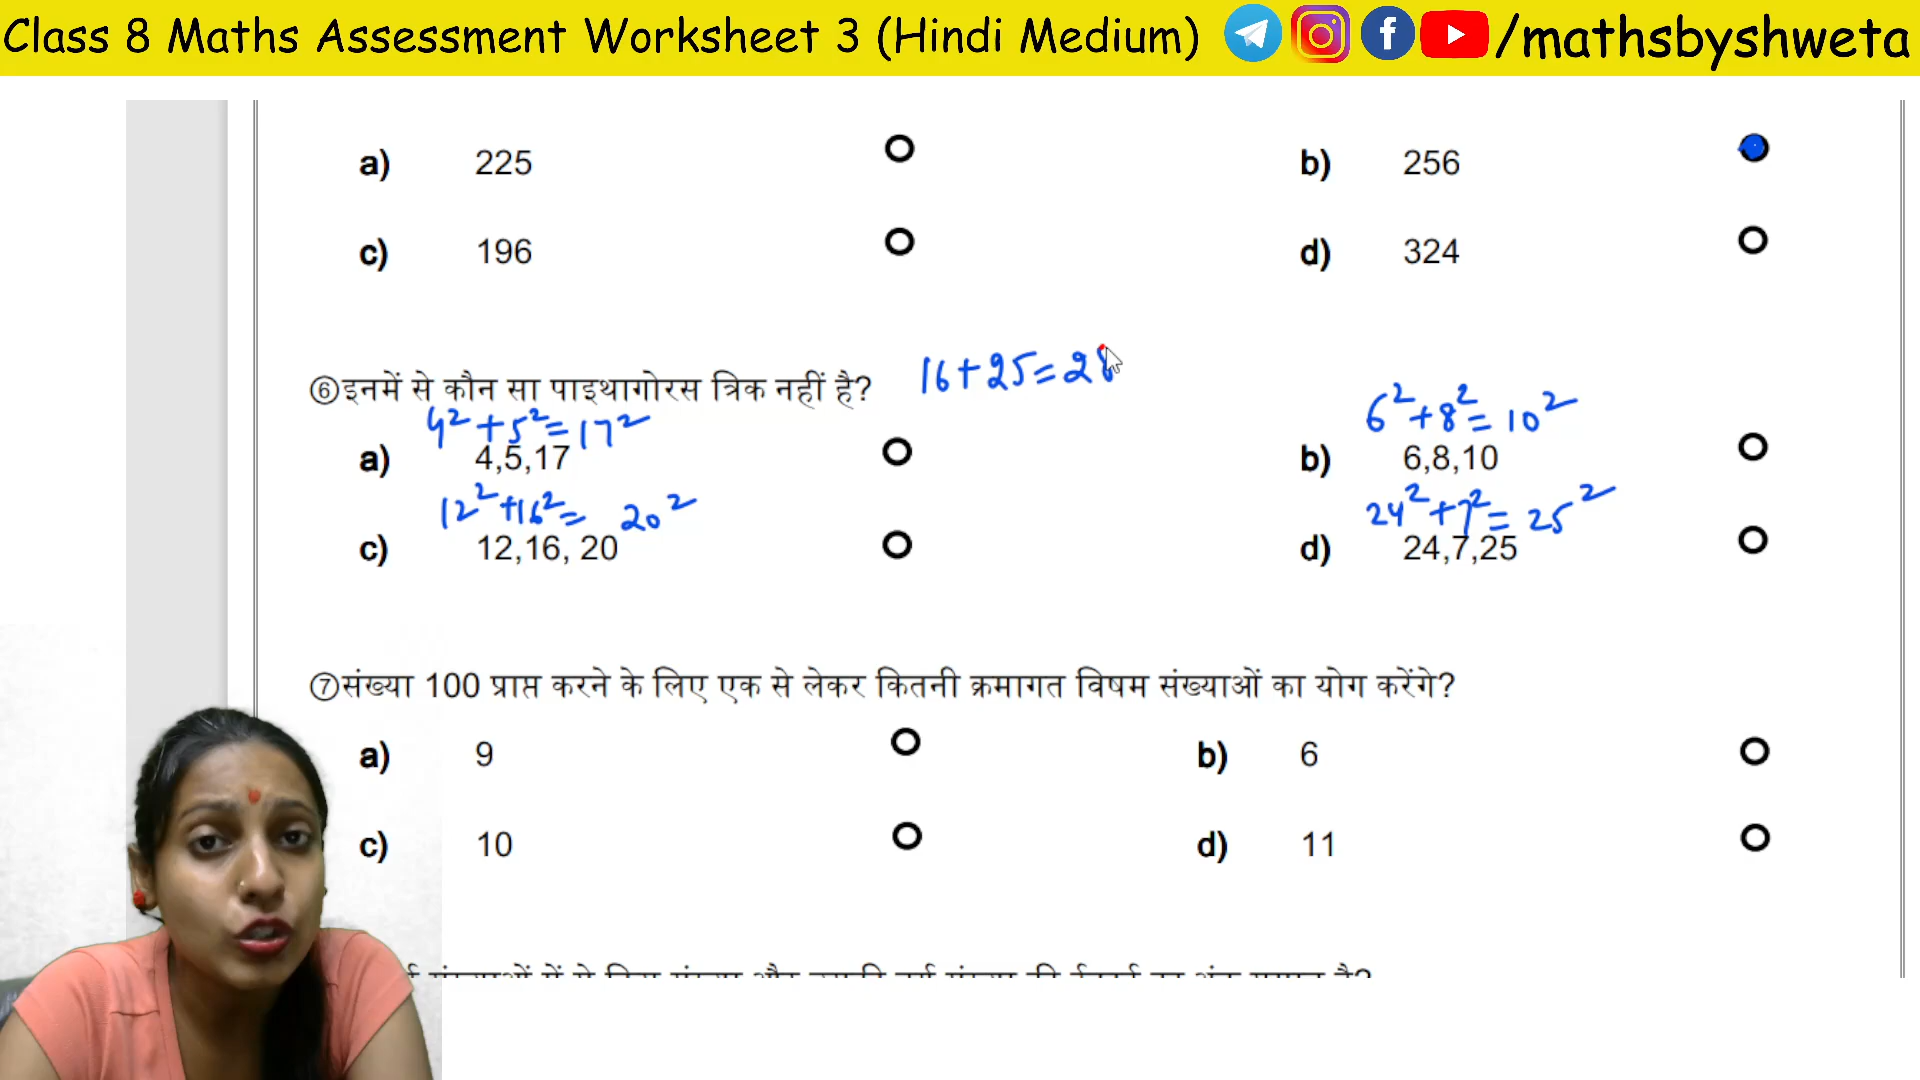 Class 8 Maths Assessment Worksheet 3 (Hindi Medium) /mathsbyshweta
a) 225 b) 256
c) 196 d) 324
⑥इनमें से कौन सा पाइथागोरस त्रिक नहीं है? 16+25=28
4²+5²=17² 6²+8²=10²
a) 4,5,17 b) 6,8,10
12²+16²= 20² 24²+7²=25²
c) 12,16, 20 d) 24,7,25
⑦संख्या 100 प्राप्त करने के लिए एक से लेकर कितनी क्रमागत विषम संख्याओं का योग करेंगे?
a) 9 b) 6
c) 10 d) 11